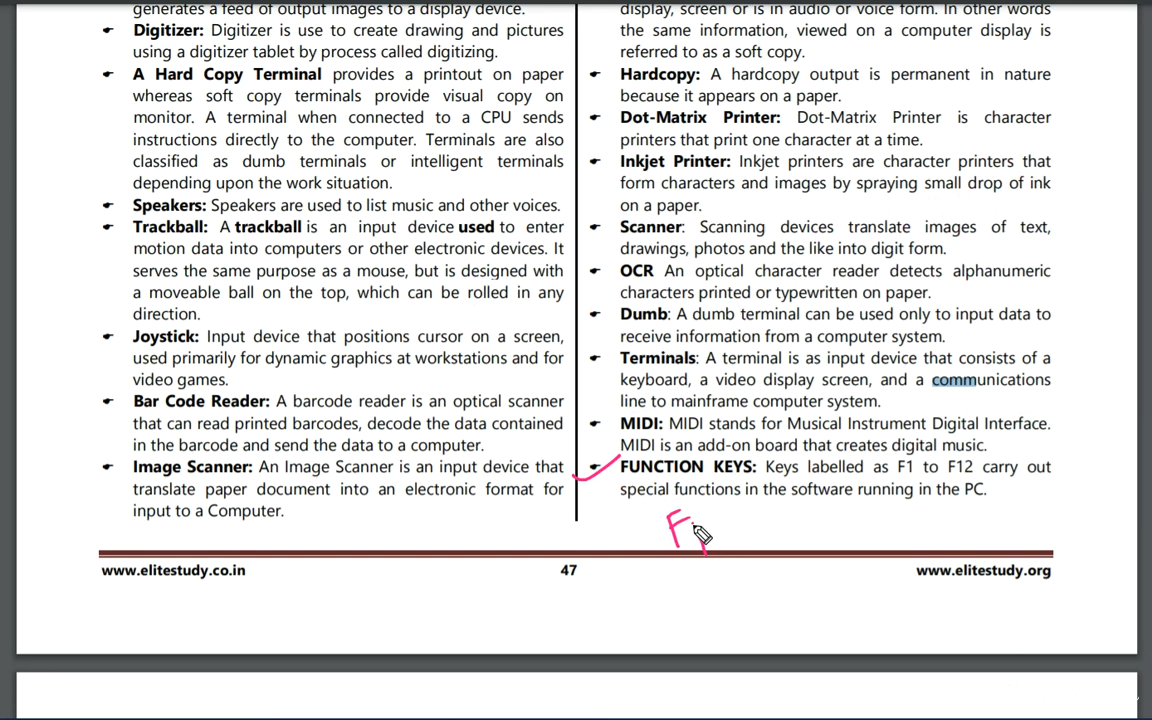 generates a feed of output images to a display device.
Digitizer: Digitizer is use to create drawing and pictures
using a digitizer tablet by process called digitizing.
A Hard Copy Terminal provides a printout on paper
whereas soft copy terminals provide visual copy on
monitor. A terminal when connected to a CPU sends
instructions directly to the computer. Terminals are also
classified as dumb terminals or intelligent terminals
depending upon the work situation.
Speakers: Speakers are used to list music and other voices.
Trackball: A trackball is an input device used to enter
motion data into computers or other electronic devices. It
serves the same purpose as a mouse, but is designed with
a moveable ball on the top, which can be rolled in any
direction.
Joystick: Input device that positions cursor on a screen,
used primarily for dynamic graphics at workstations and for
video games.
Bar Code Reader: A barcode reader is an optical scanner
that can read printed barcodes, decode the data contained
in the barcode and send the data to a computer.
Image Scanner: An Image Scanner is an input device that
translate paper document into an electronic format for
input to a Computer.
display, screen or is in audio or voice form. In other words
the same information, viewed on a computer display is
referred to as a soft copy.
Hardcopy: A hardcopy output is permanent in nature
because it appears on a paper.
Dot-Matrix Printer: Dot-Matrix Printer is character
printers that print one character at a time.
Inkjet Printer: Inkjet printers are character printers that
form characters and images by spraying small drop of ink
on a paper.
Scanner: Scanning devices translate images of text,
drawings, photos and the like into digit form.
OCR An optical character reader detects alphanumeric
characters printed or typewritten on paper.
Dumb: A dumb terminal can be used only to input data to
receive information from a computer system.
Terminals: A terminal is as input device that consists of a
keyboard, a video display screen, and a communications
line to mainframe computer system.
MIDI: MIDI stands for Musical Instrument Digital Interface.
MIDI is an add-on board that creates digital music.
FUNCTION KEYS: Keys labelled as F1 to F12 carry out
special functions in the software running in the PC.
F
www.elitestudy.co.in
47
www.elitestudy.org